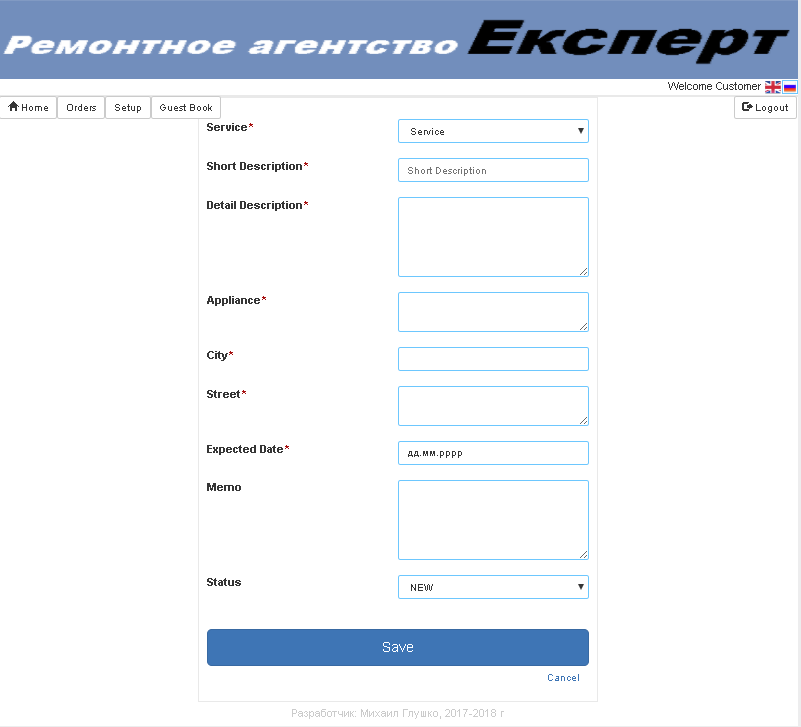 Ремонтное агентство Експерт
Welcome Customer
Home Orders Setup Guest Book Logout
Service* Service
Short Description* Short Description
Detail Description*
Appliance*
City*
Street*
Expected Date* дд.мм.рррр
Memo
Status NEW
Save
Cancel
Разработчик: Михаил Глушко, 2017-2018 г